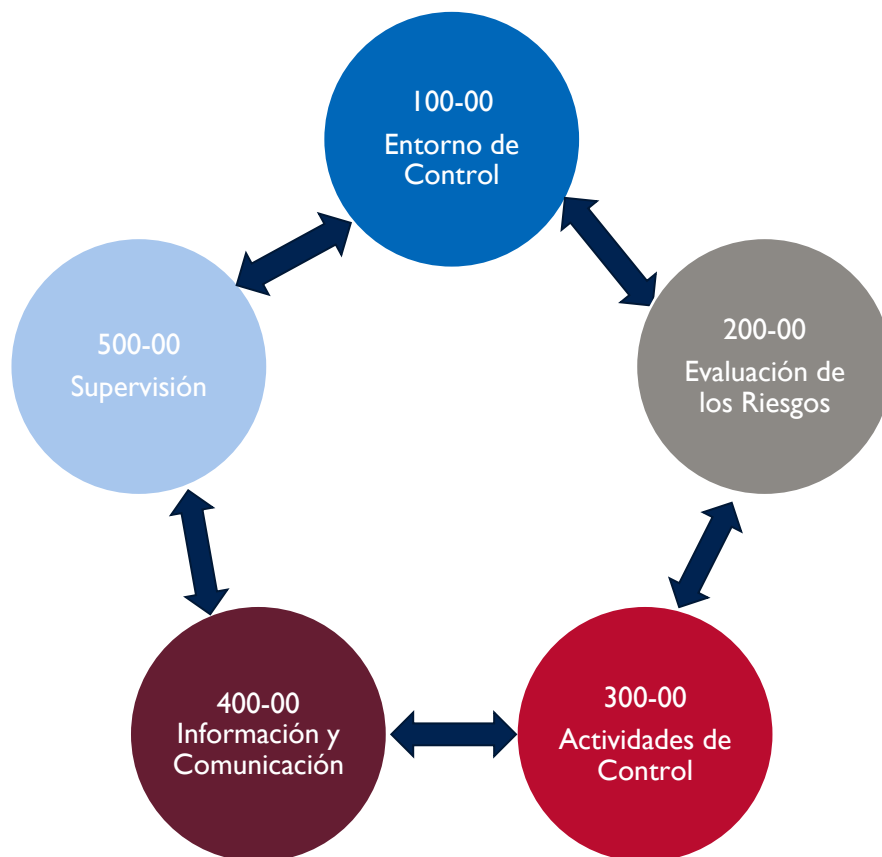 100-00
Entorno de
Control
200-00
Evaluación de
los Riesgos
300-00
Actividades de
Control
400-00
Información y
Comunicación
500-00
Supervisión